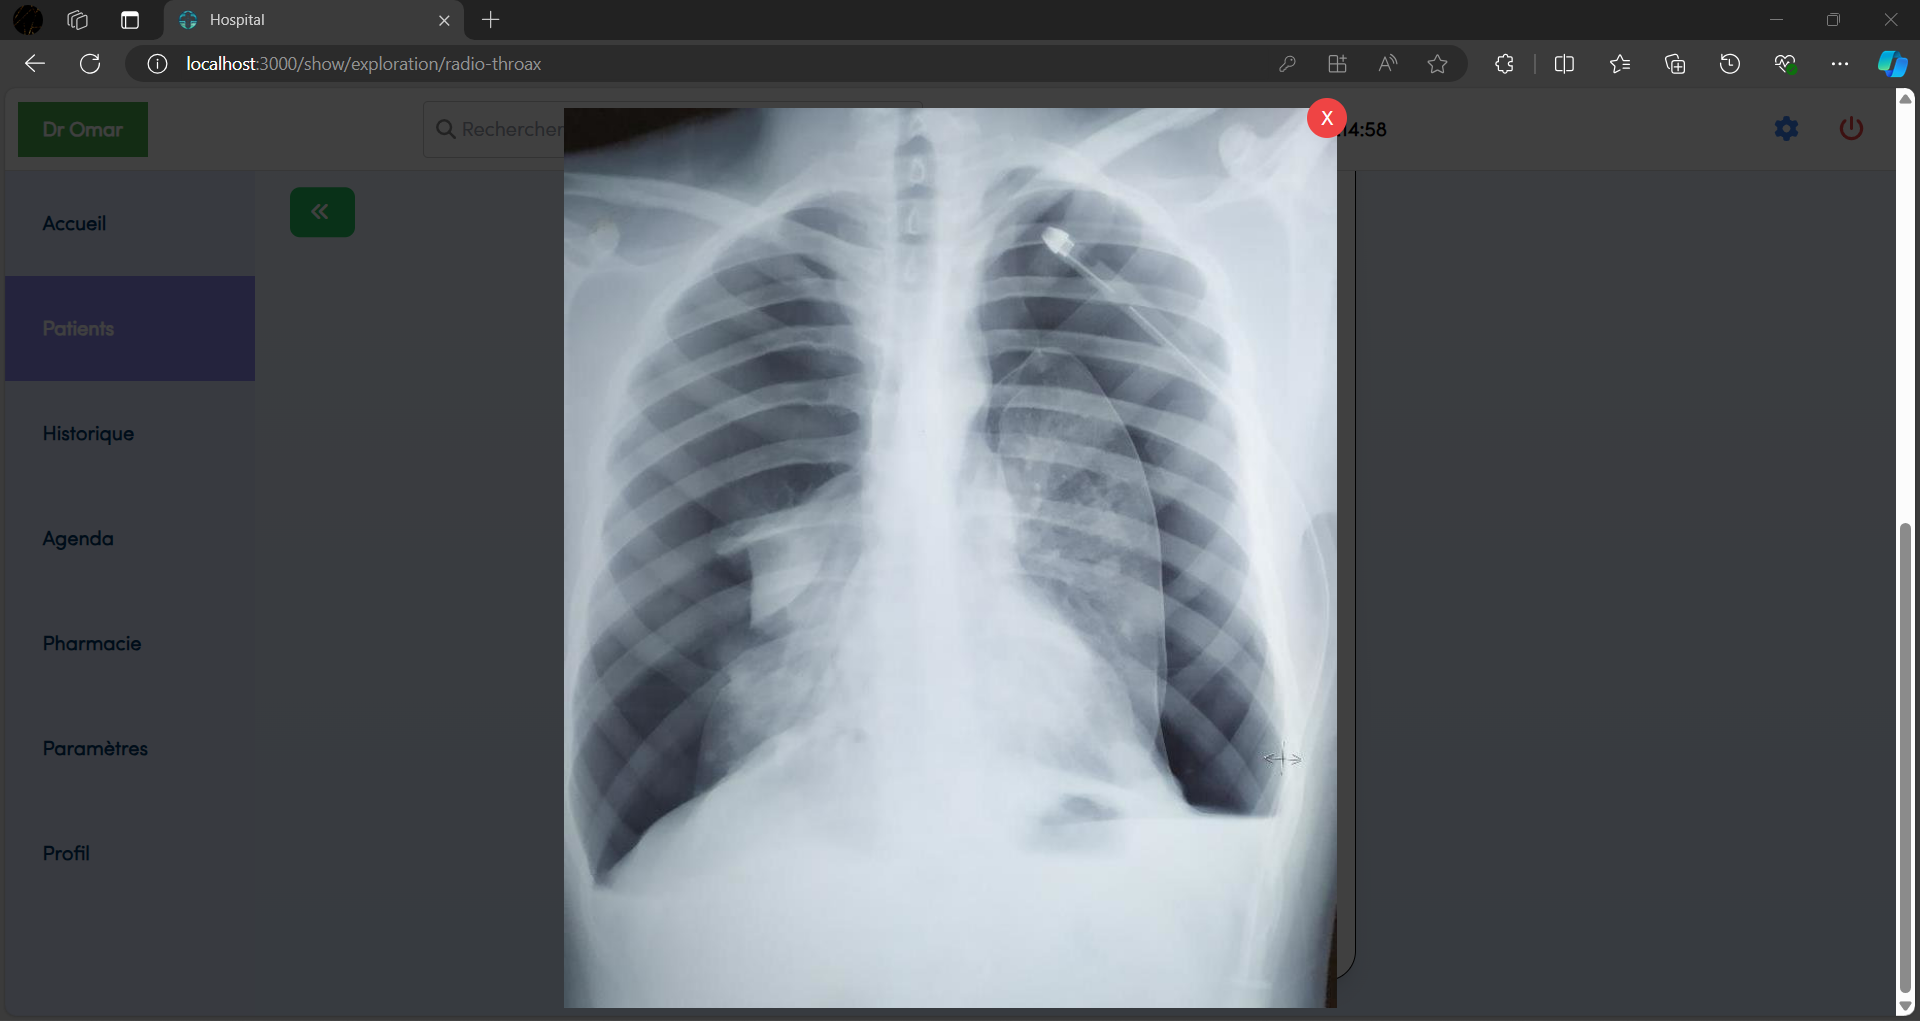 Hospital
localhost:3000/show/exploration/radio-throax
Dr Omar
Rechercher
X
14:58
Accueil
Patients
Historique
Agenda
Pharmacie
Paramètres
Profil